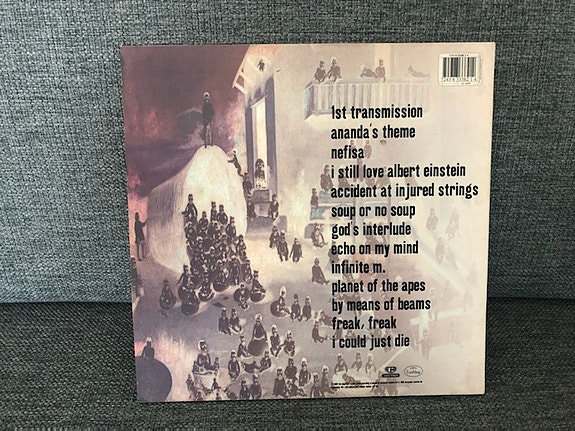 1st transmission
ananda's theme
nefisa
i still love albert einstein
accident at injured strings
soup or no soup
god's interlude
echo on my mind
infinite m.
planet of the apes
by means of beams
freak, freak
i could just die